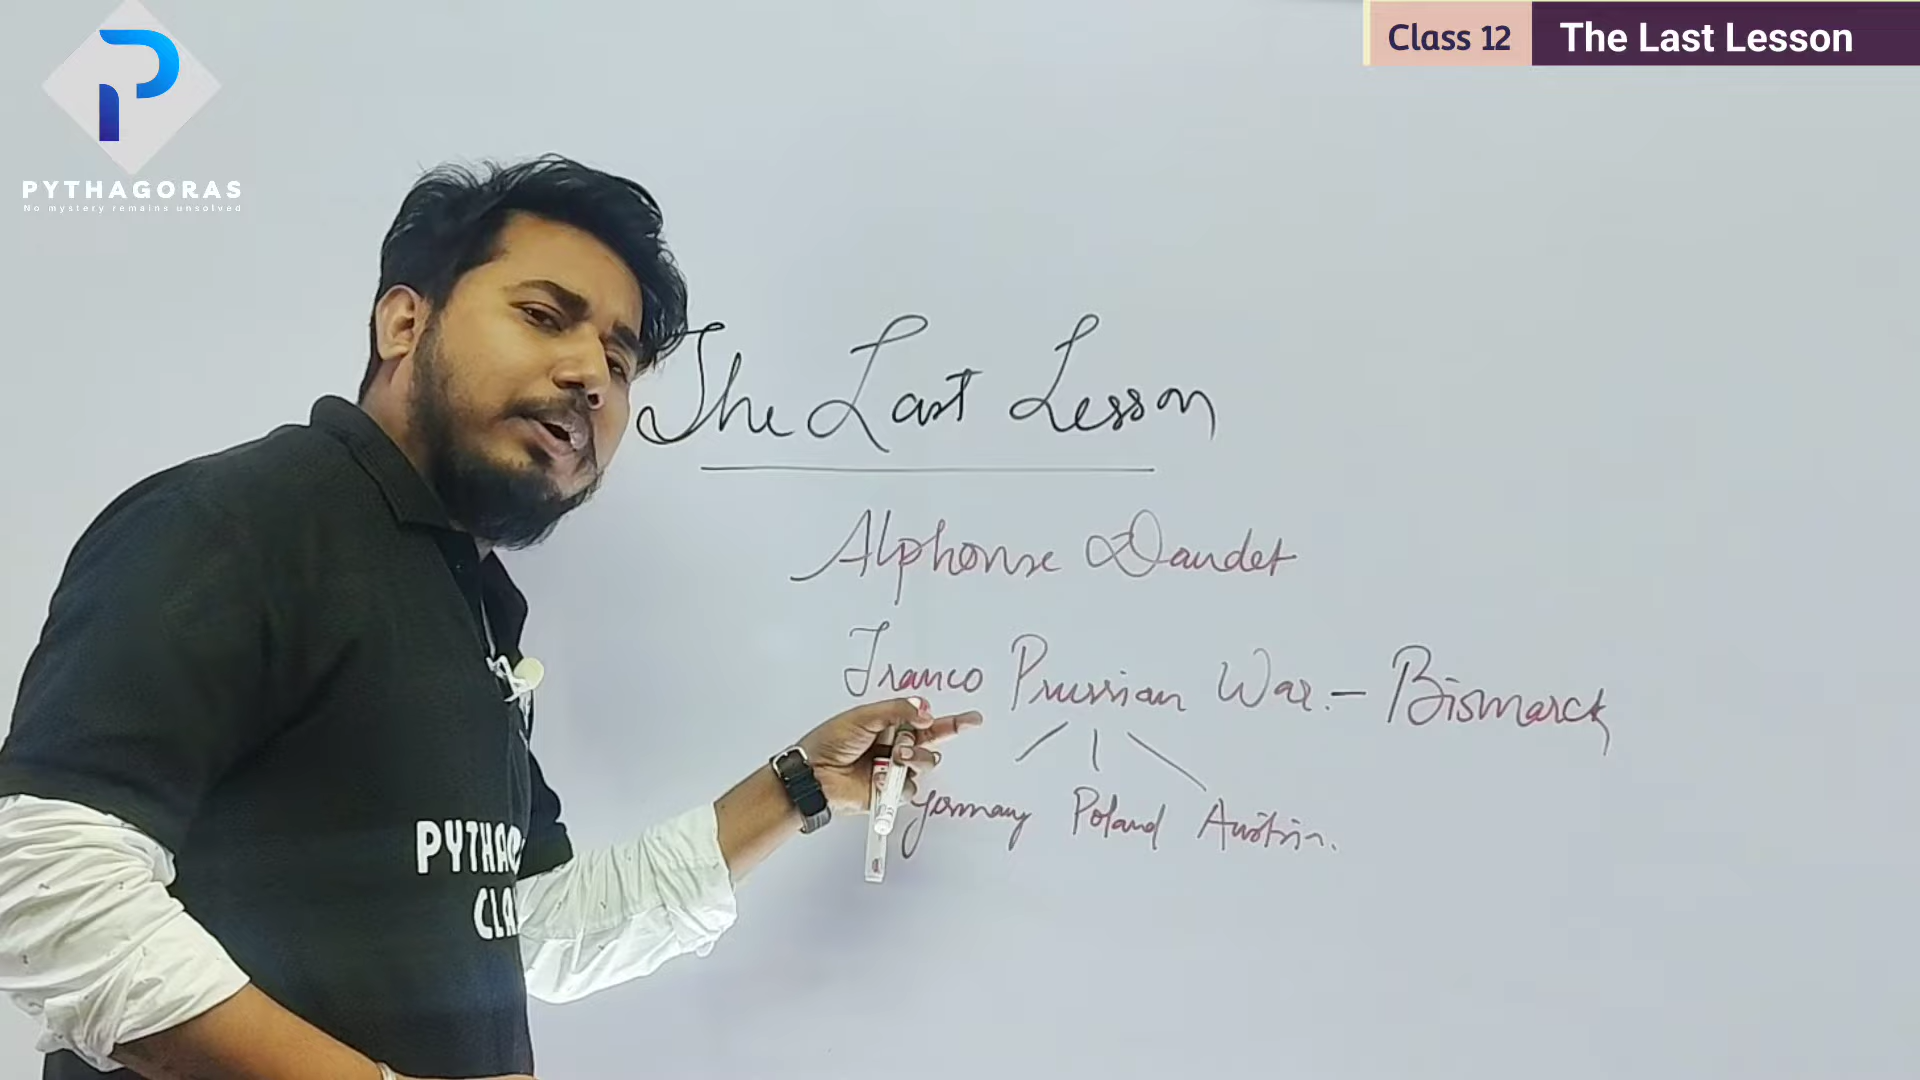 Class 12 The Last Lesson
PYTHAGORAS
No mystery remains unsolved
The Last Lesson
Alphonse Daudet
Franco Prussian War. - Bismarck
Germany Poland Austria.
PYTHAGO
CLA